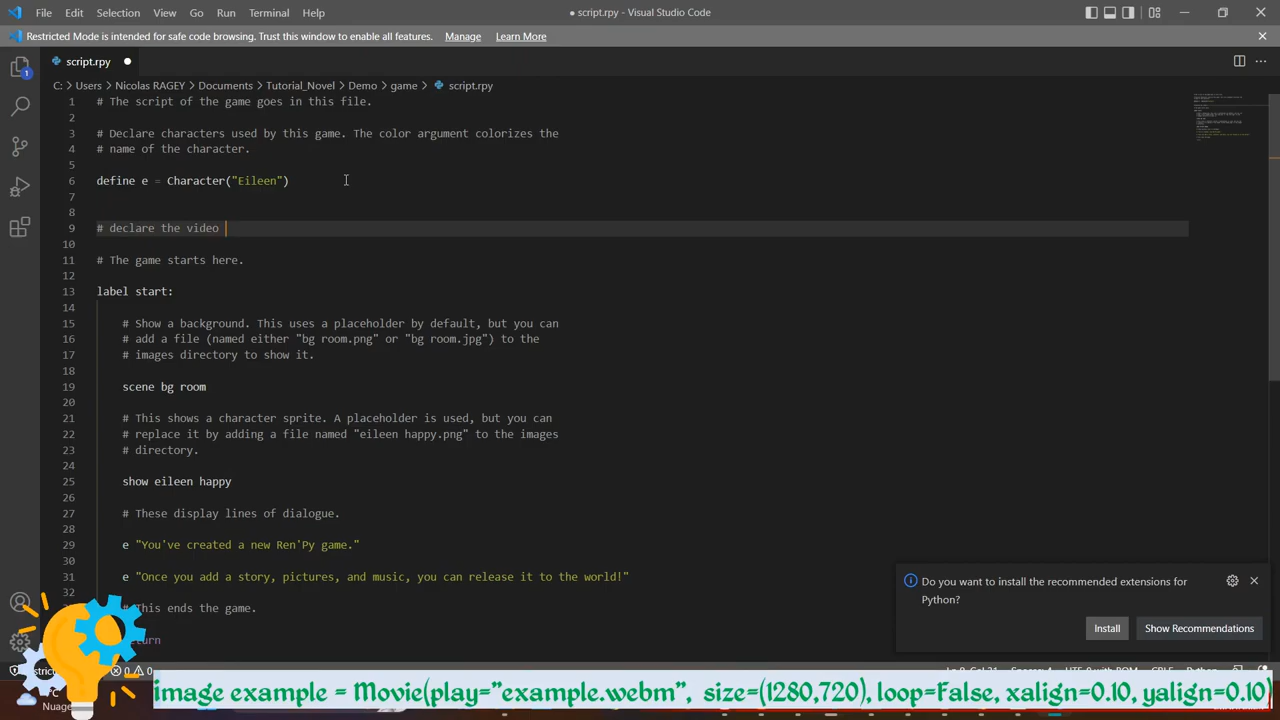 File Edit Selection View Go Run Terminal Help
● script.rpy - Visual Studio Code
Restricted Mode is intended for safe code browsing. Trust this window to enable all features. Manage Learn More
script.rpy
C: > Users > Nicolas RAGEY > Documents > Tutorial_Novel > Demo > game > script.rpy
1 # The script of the game goes in this file.
2
3 # Declare characters used by this game. The color argument colorizes the
4 # name of the character.
5
6 define e = Character("Eileen")
7
8
9 # declare the video
10
11 # The game starts here.
12
13 label start:
14
15 # Show a background. This uses a placeholder by default, but you can
16 # add a file (named either "bg room.png" or "bg room.jpg") to the
17 # images directory to show it.
18
19 scene bg room
20
21 # This shows a character sprite. A placeholder is used, but you can
22 # replace it by adding a file named "eileen happy.png" to the images
23 # directory.
24
25 show eileen happy
26
27 # These display lines of dialogue.
28
29 e "You've created a new Ren'Py game."
30
31 e "Once you add a story, pictures, and music, you can release it to the world!"
32
This ends the game.
Do you want to install the recommended extensions for
Python?
Install Show Recommendations
image example = Movie(play="example.webm", size=(1280,720), loop=False, xalign=0.10, yalign=0.10)
Nuage